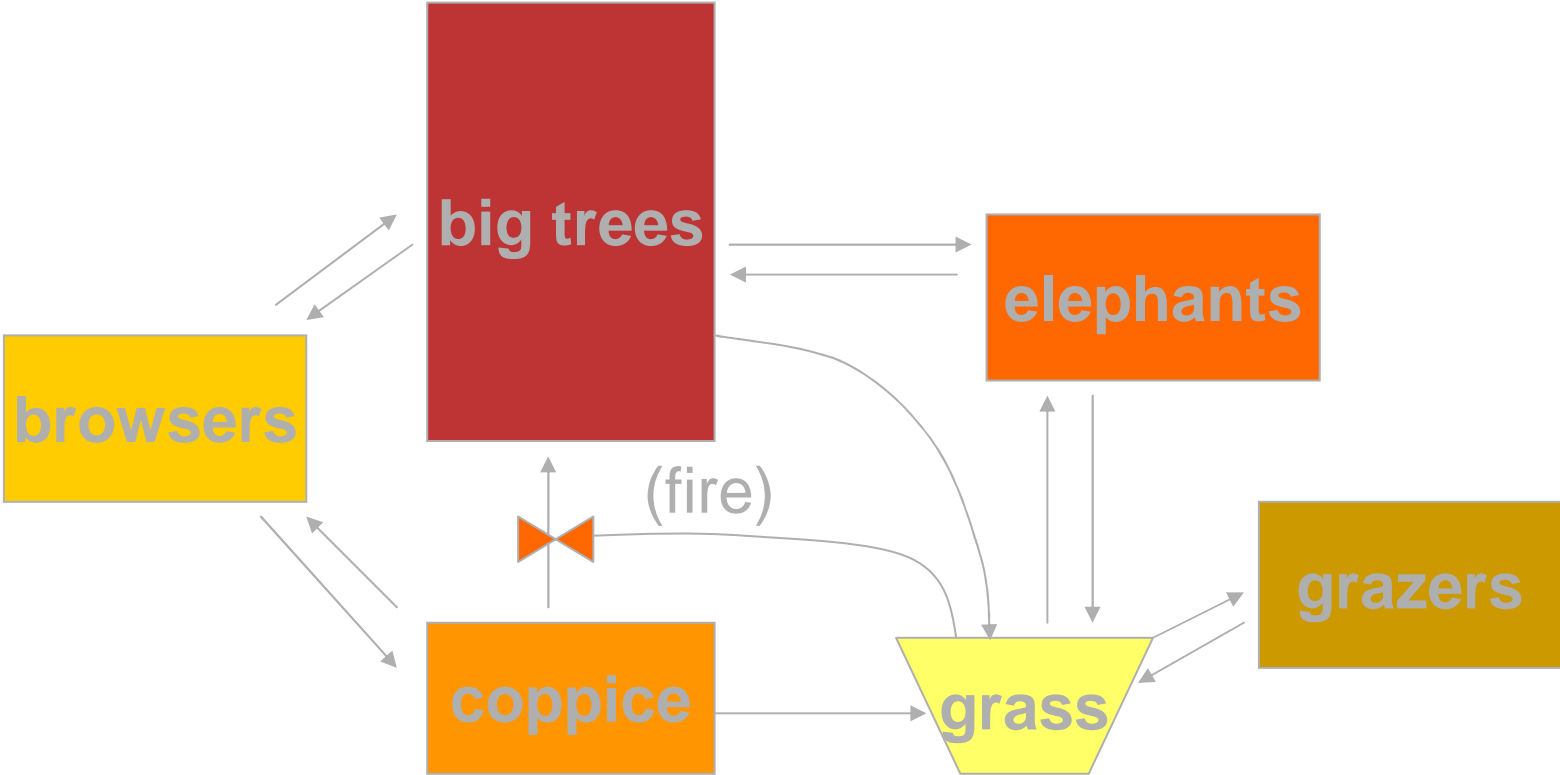 big trees
elephants
browsers
(fire)
grazers
coppice
grass